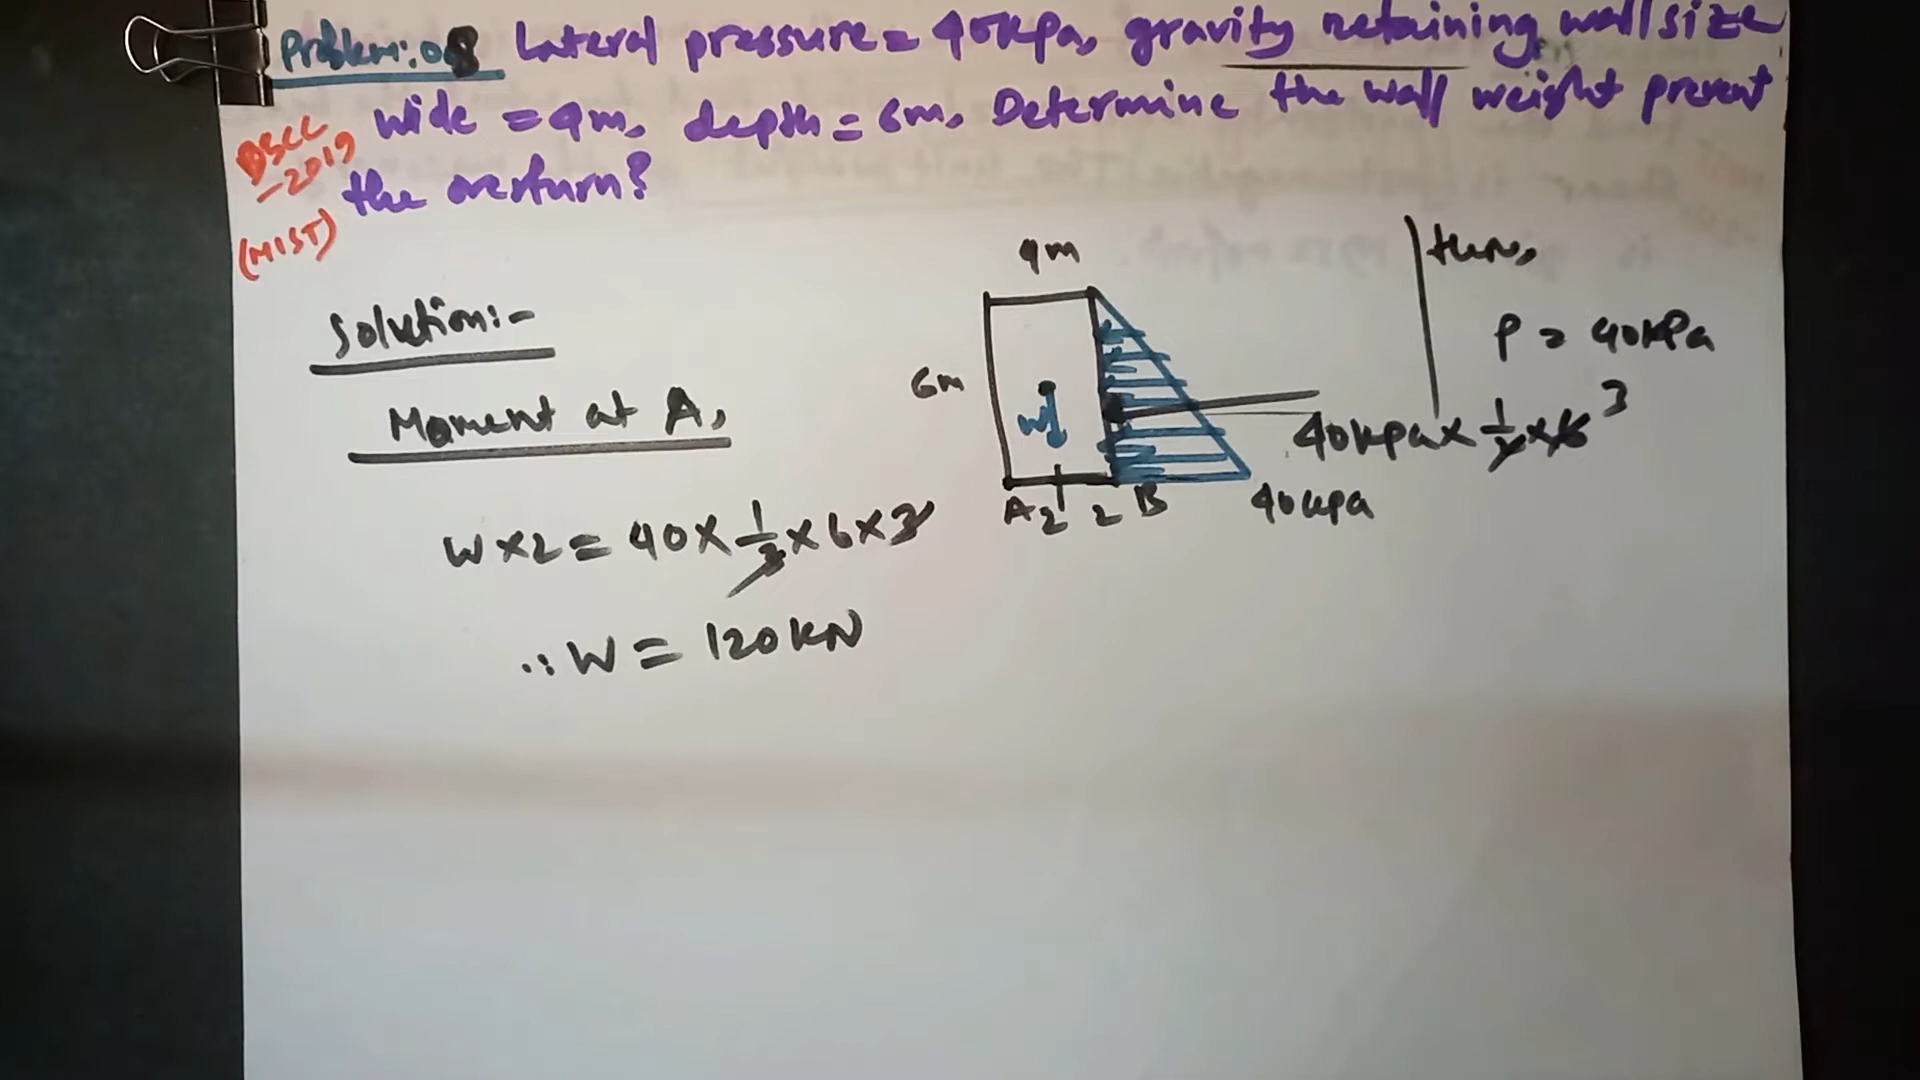 Problem:08 Lateral pressure = 40kpa, gravity retaining wall size
wide = 4m, depth = 6m, Determine the wall weight prevent
the overturn?
DSCC
-2019
(MIST)
Solution:-
Moment at A,
W×2 = 40×1/2×6×3
∴ W = 120KN
4m
6m
W
A 2 2 B
40kpa
then,
P = 40kPa
40kpa×1/2×6 3